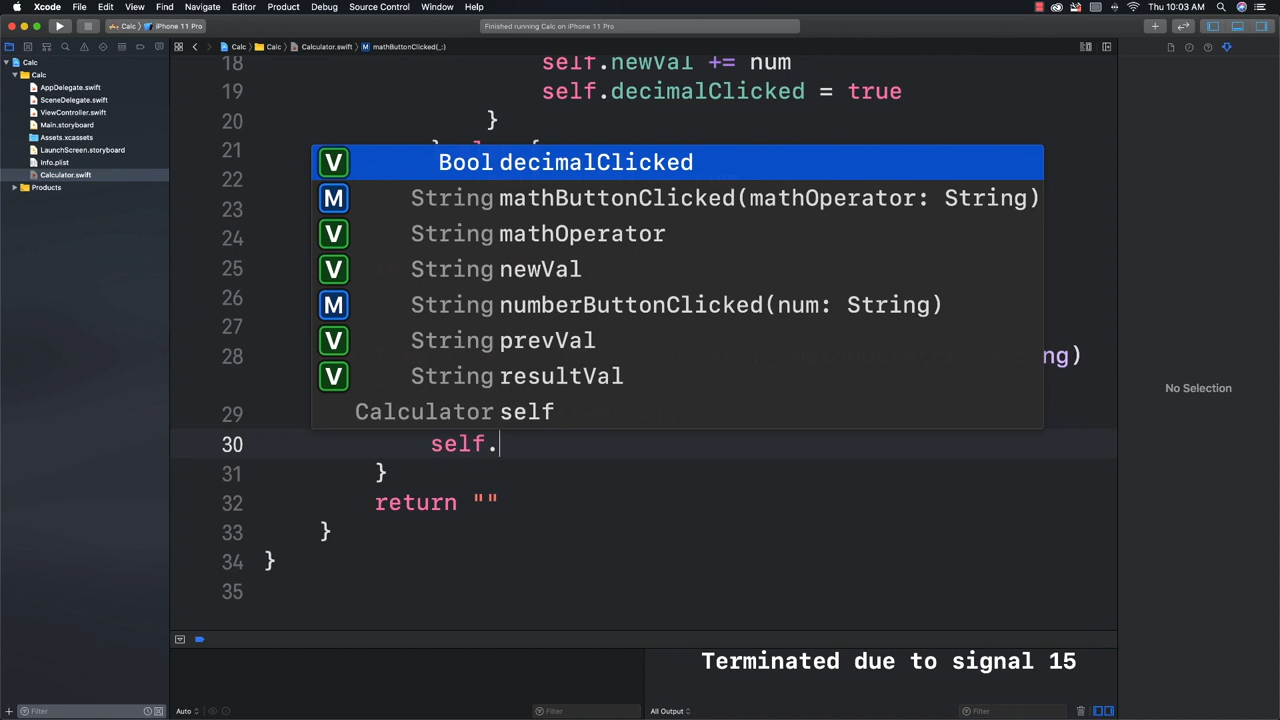 Xcode File Edit View Find Navigate Editor Product Debug Source Control Window Help Thu 10:03 AM
Calc iPhone 11 Pro Finished running Calc on iPhone 11 Pro
Calc Calc Calculator.swift mathButtonClicked(_:)
Calc
Calc
AppDelegate.swift
SceneDelegate.swift
ViewController.swift
Main.storyboard
Assets.xcassets
LaunchScreen.storyboard
Info.plist
Calculator.swift
Products
18 self.newVal += num
19 self.decimalClicked = true
20 }
21
22
23
24
25
26
27
28 ng)
29
30 self.
31 }
32 return ""
33 }
34 }
35
V Bool decimalClicked
M String mathButtonClicked(mathOperator: String)
V String mathOperator
V String newVal
M String numberButtonClicked(num: String)
V String prevVal
V String resultVal
Calculator self
No Selection
Terminated due to signal 15
Filter Auto Filter All Output Filter